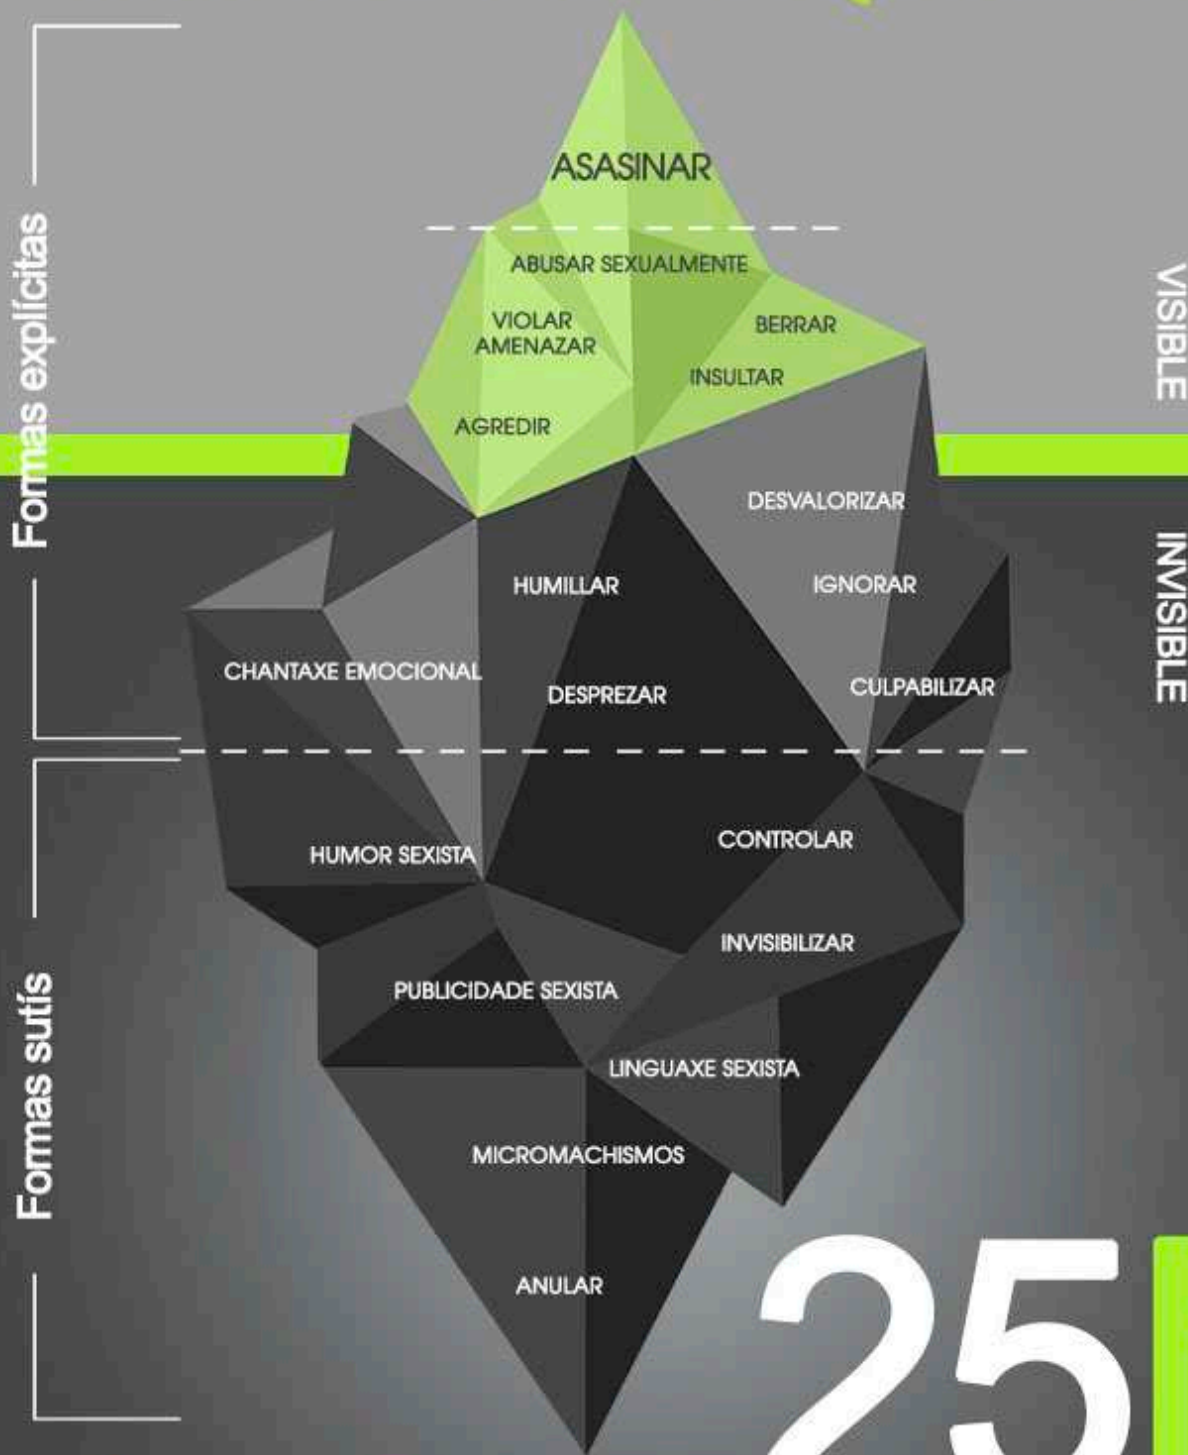 Formas explícitas
VISIBLE
ASASINAR
ABUSAR SEXUALMENTE
VIOLAR
AMENAZAR
BERRAR
INSULTAR
AGREDIR
INVISIBLE
DESVALORIZAR
HUMILLAR
IGNORAR
CHANTAXE EMOCIONAL
DESPREZAR
CULPABILIZAR
Formas sutís
CONTROLAR
HUMOR SEXISTA
INVISIBILIZAR
PUBLICIDADE SEXISTA
LINGUAXE SEXISTA
MICROMACHISMOS
ANULAR
25